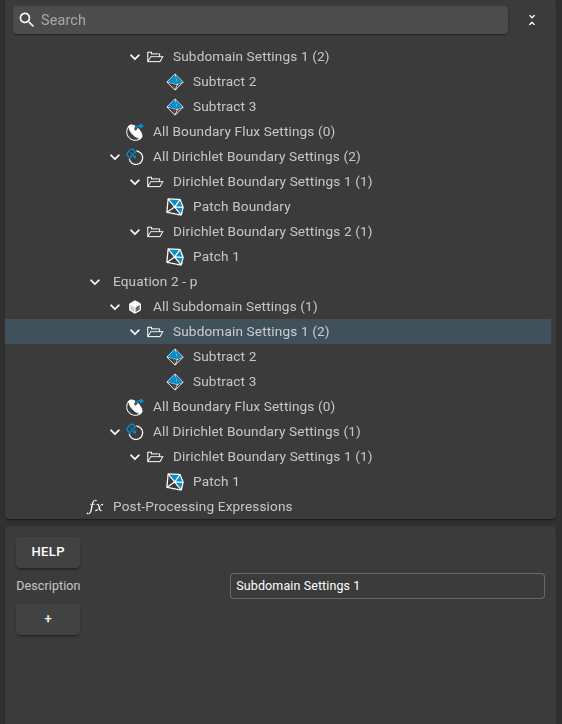 Search
Subdomain Settings 1 (2)
Subtract 2
Subtract 3
All Boundary Flux Settings (0)
All Dirichlet Boundary Settings (2)
Dirichlet Boundary Settings 1 (1)
Patch Boundary
Dirichlet Boundary Settings 2 (1)
Patch 1
Equation 2 - p
All Subdomain Settings (1)
Subdomain Settings 1 (2)
Subtract 2
Subtract 3
All Boundary Flux Settings (0)
All Dirichlet Boundary Settings (1)
Dirichlet Boundary Settings 1 (1)
Patch 1
fx Post-Processing Expressions
HELP
Description Subdomain Settings 1
+